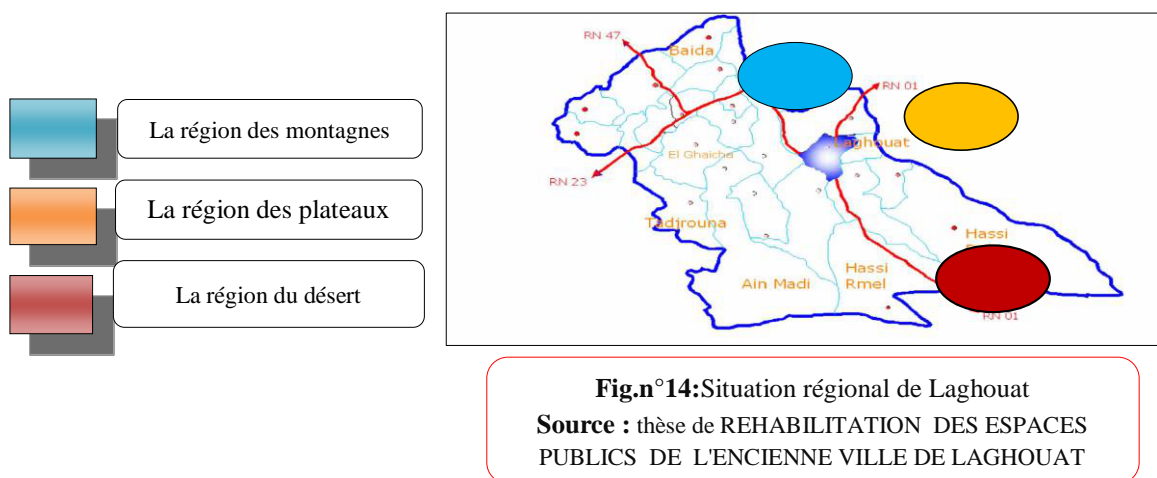 La région des montagnes
La région des plateaux
La région du désert
RN 47
Baida
RN 01
Laghouat
El Ghaicha
RN 23
Tadjrouna
Hassi
Ain Madi
Hassi
Rmel
RN 01
Fig.n°14:Situation régional de Laghouat
Source : thèse de REHABILITATION DES ESPACES
PUBLICS DE L'ENCIENNE VILLE DE LAGHOUAT